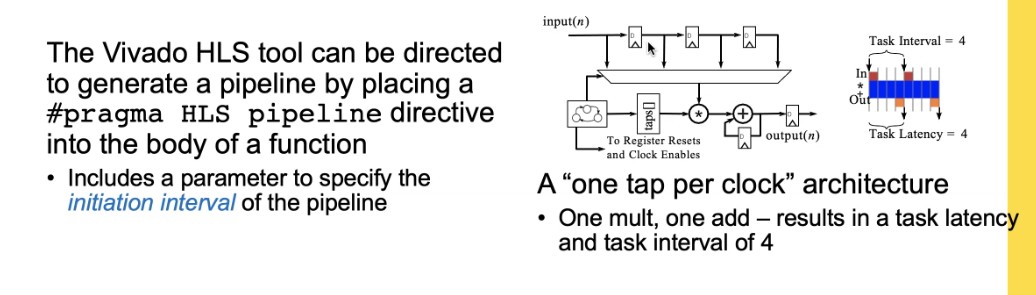 The Vivado HLS tool can be directed
to generate a pipeline by placing a
#pragma HLS pipeline directive
into the body of a function
• Includes a parameter to specify the
initiation interval of the pipeline
input(n)
D
D
D
taps[]
*
+
D
D
output(n)
To Register Resets
and Clock Enables
Task Interval = 4
In
*
+
Out
Task Latency = 4
A “one tap per clock” architecture
• One mult, one add – results in a task latency
and task interval of 4